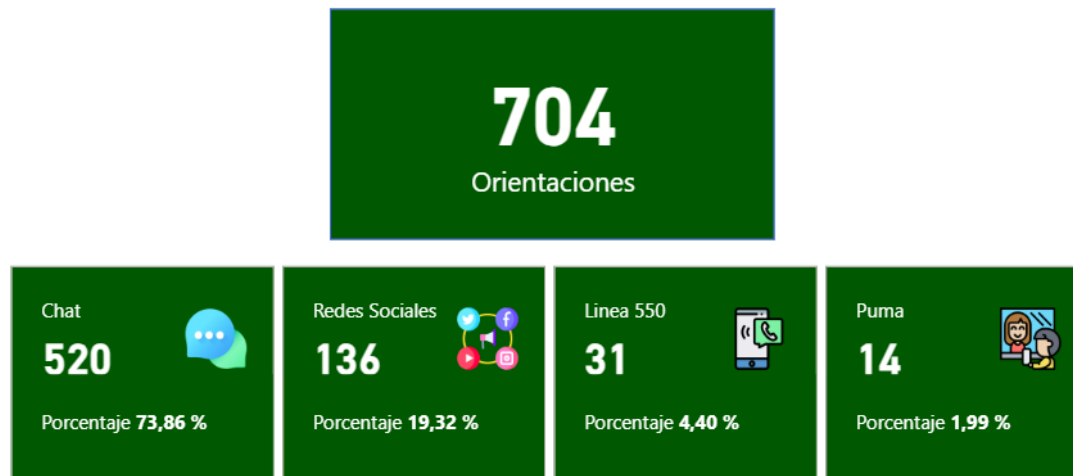 704
Orientaciones
Chat
520
Porcentaje 73,86 %
Redes Sociales
136
Porcentaje 19,32 %
Linea 550
31
Porcentaje 4,40 %
Puma
14
Porcentaje 1,99 %